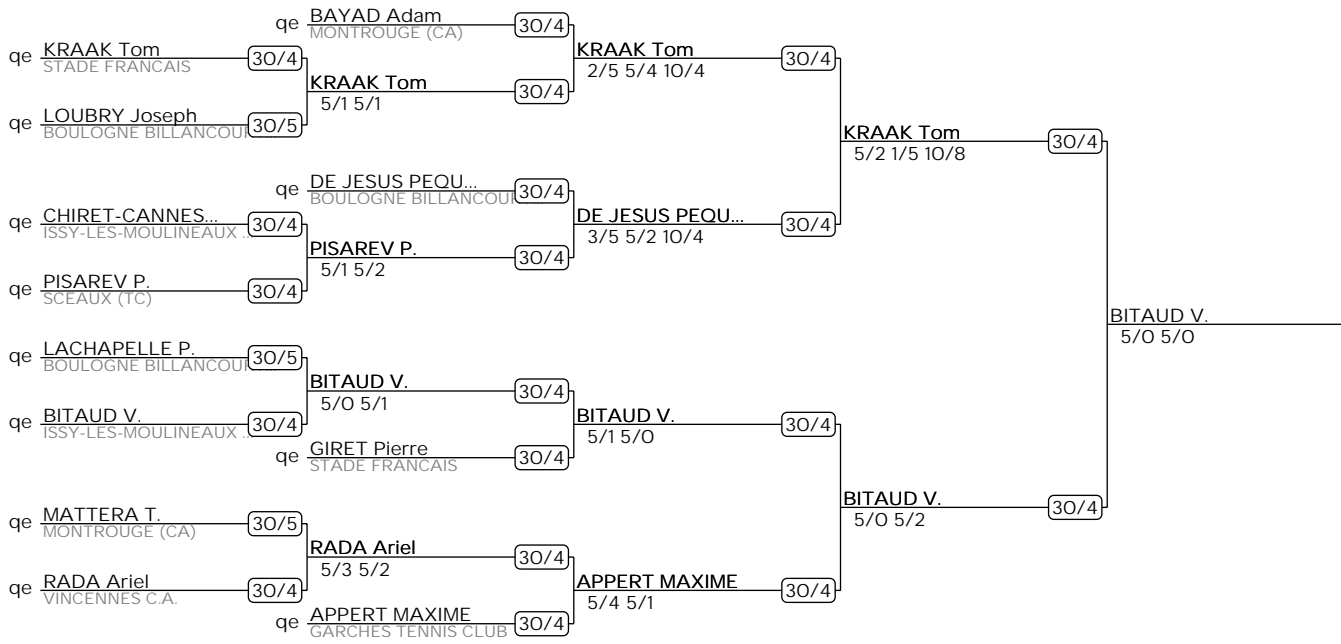 qe BAYAD Adam 30/4
MONTROUGE (CA)
qe KRAAK Tom 30/4
STADE FRANCAIS
KRAAK Tom 30/4
2/5 5/4 10/4
KRAAK Tom 30/4
5/1 5/1
qe LOUBRY Joseph 30/5
BOULOGNE BILLANCOUR...
KRAAK Tom 30/4
5/2 1/5 10/8
qe DE JESUS PEQU... 30/4
BOULOGNE BILLANCOUR...
qe CHIRET-CANNES... 30/4
ISSY-LES-MOULINEAUX ...
DE JESUS PEQU... 30/4
3/5 5/2 10/4
PISAREV P. 30/4
5/1 5/2
qe PISAREV P. 30/4
SCEAUX (TC)
BITAUD V.
5/0 5/0
qe LACHAPELLE P. 30/5
BOULOGNE BILLANCOUR...
BITAUD V. 30/4
5/0 5/1
qe BITAUD V. 30/4
ISSY-LES-MOULINEAUX ...
BITAUD V. 30/4
5/1 5/0
qe GIRET Pierre 30/4
STADE FRANCAIS
BITAUD V. 30/4
5/0 5/2
qe MATTERA T. 30/5
MONTROUGE (CA)
RADA Ariel 30/4
5/3 5/2
qe RADA Ariel 30/4
VINCENNES C.A.
APPERT MAXIME 30/4
5/4 5/1
qe APPERT MAXIME 30/4
GARCHES TENNIS CLUB